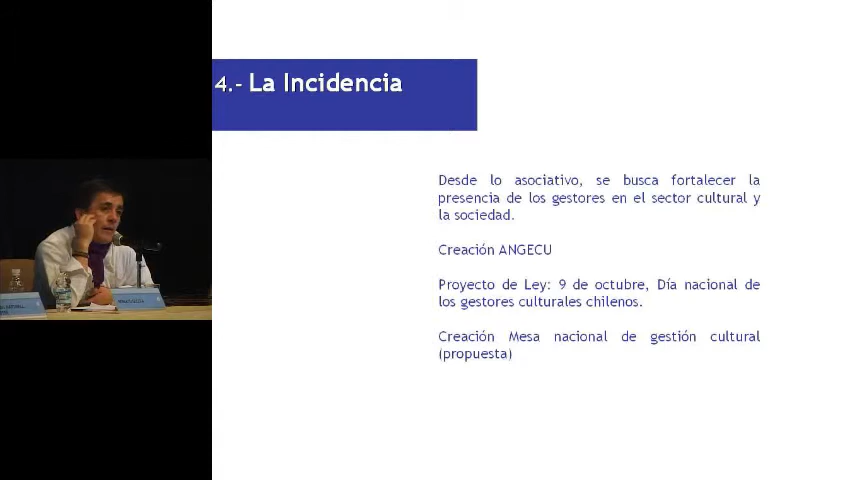 4.- La Incidencia
Desde lo asociativo, se busca fortalecer la
presencia de los gestores en el sector cultural y
la sociedad.
Creación ANGECU
Proyecto de Ley: 9 de octubre, Día nacional de
los gestores culturales chilenos.
Creación Mesa nacional de gestión cultural
(propuesta)